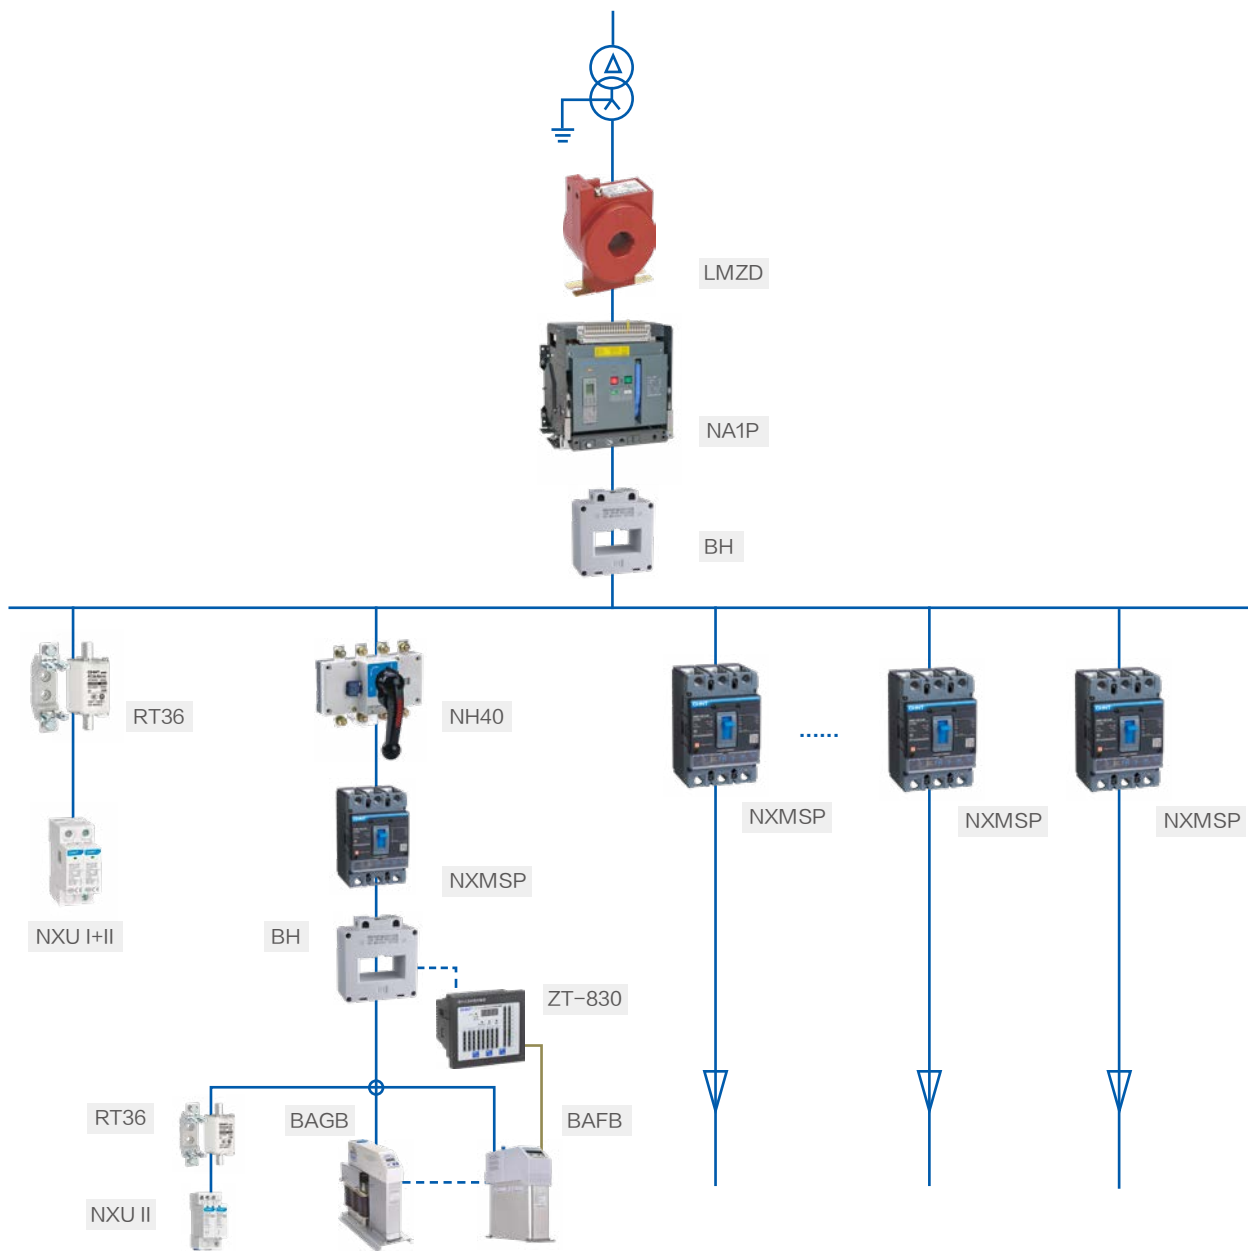 LMZD
NA1P
BH
RT36
NH40
NXMSP
NXMSP
NXMSP
NXMSP
NXU I+II
BH
ZT-830
RT36
BAGB
BAFB
NXU II